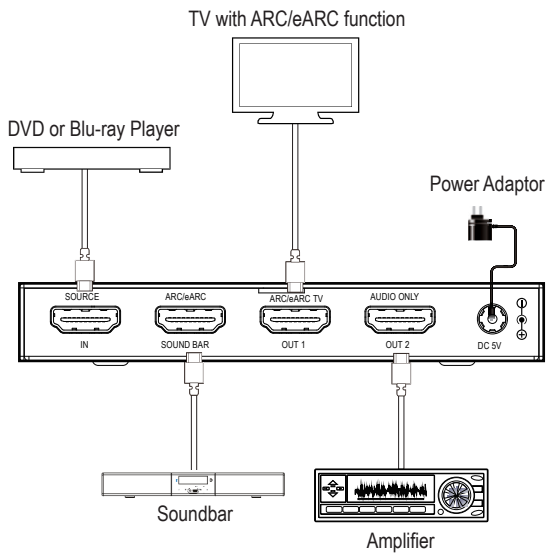 TV with ARC/eARC function
DVD or Blu-ray Player
Power Adaptor
SOURCE
ARC/eARC
ARC/eARC TV
AUDIO ONLY
IN
SOUND BAR
OUT 1
OUT 2
DC 5V
Soundbar
Amplifier